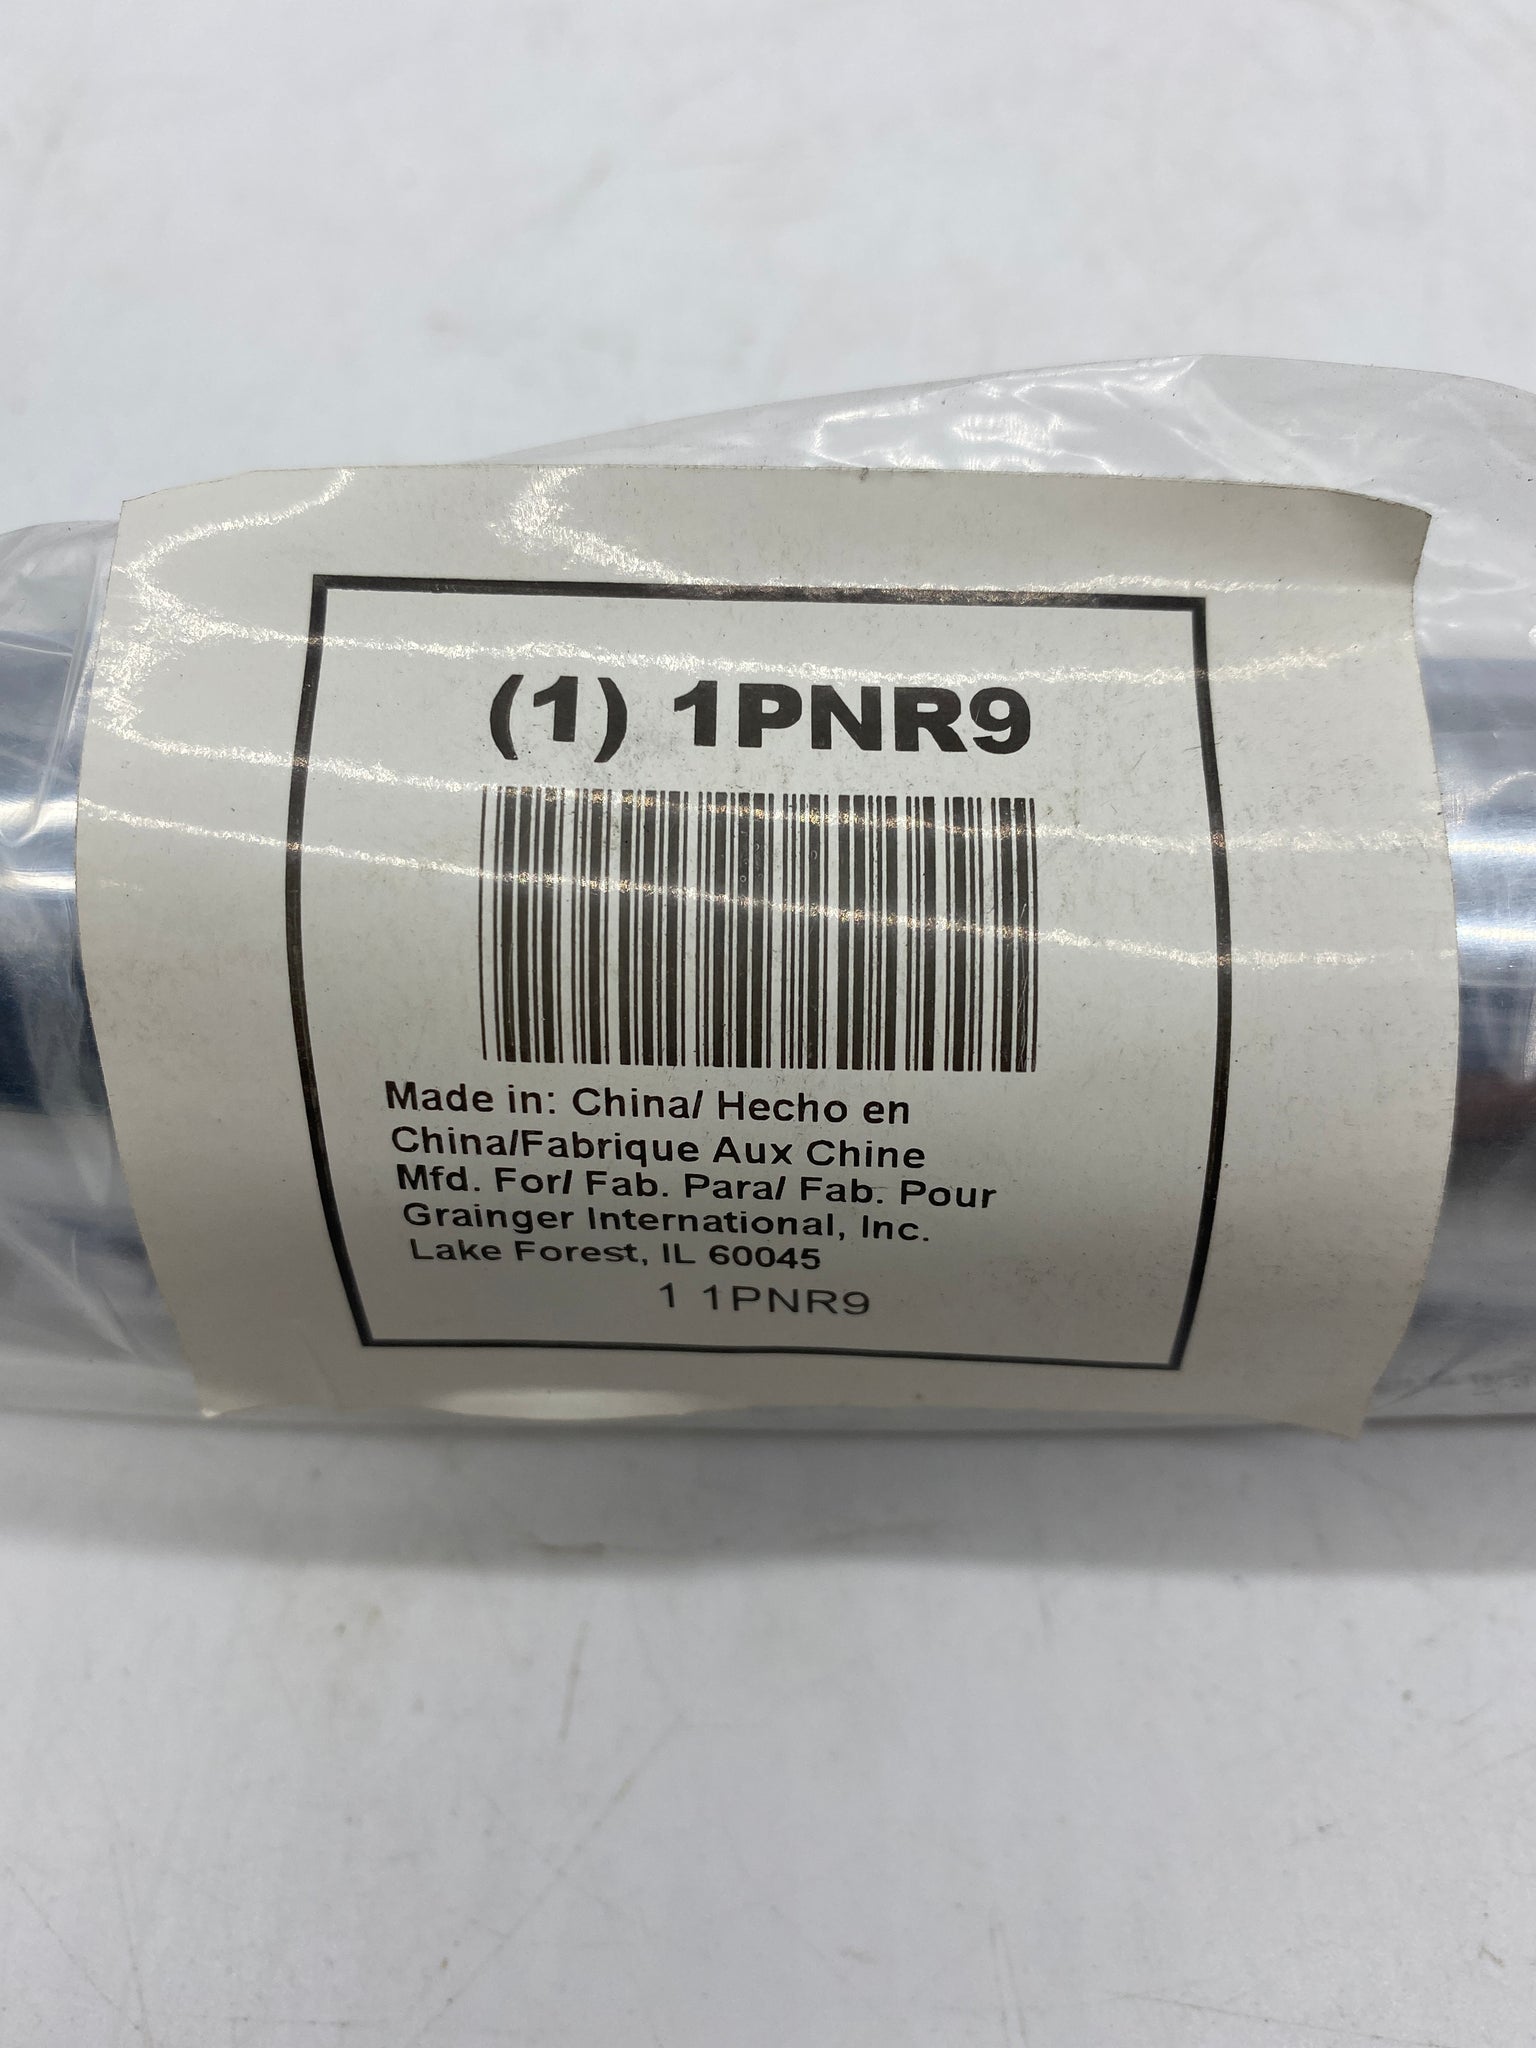 (1) 1PNR9
Made in: China/ Hecho en
China/Fabrique Aux Chine
Mfd. For/ Fab. Para/ Fab. Pour
Grainger International, Inc.
Lake Forest, IL 60045
1 1PNR9